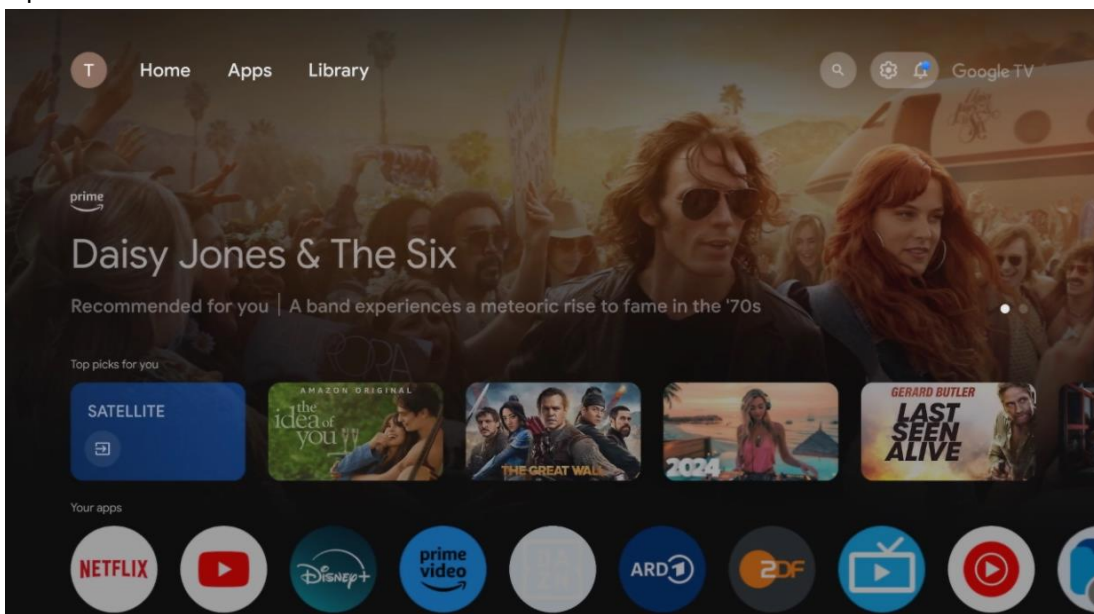 T
Home Apps Library
Google TV
prime
Daisy Jones & The Six
Recommended for you | A band experiences a meteoric rise to fame in the '70s
Top picks for you
SATELLITE
AMAZON ORIGINAL
the
idea of
you
THE GREAT WALL
2024
GERARD BUTLER
LAST
SEEN
ALIVE
Your apps
NETFLIX
Disney+
prime
video
ARD 1
ZDF